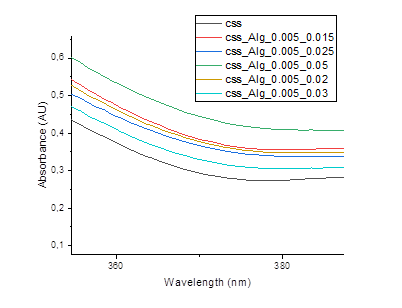 css
css_Alg_0.005_0.015
css_Alg_0.005_0.025
css_Alg_0.005_0.05
css_Alg_0.005_0.02
css_Alg_0.005_0.03
0,6
0,5
0,4
0,3
0,2
0,1
Absorbance (AU)
360
380
Wavelength (nm)